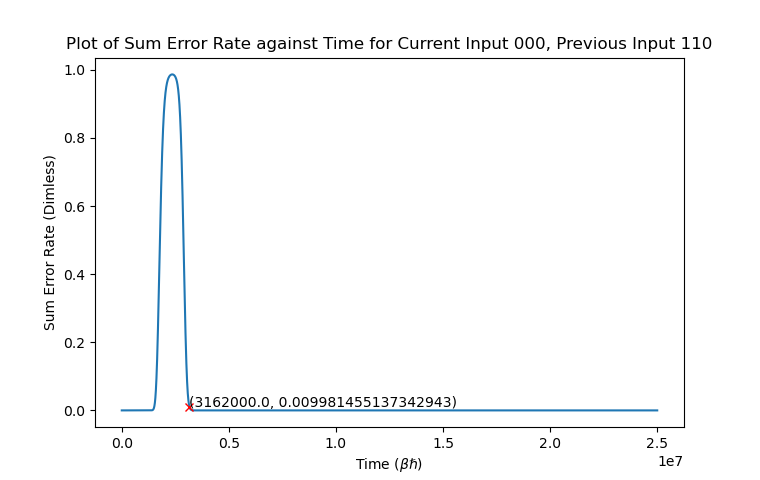 Plot of Sum Error Rate against Time for Current Input 000, Previous Input 110
1.0
0.8
0.6
0.4
0.2
0.0
Sum Error Rate (Dimless)
(3162000.0, 0.009981455137342943)
0.0 0.5 1.0 1.5 2.0 2.5
1e7
Time (βħ)